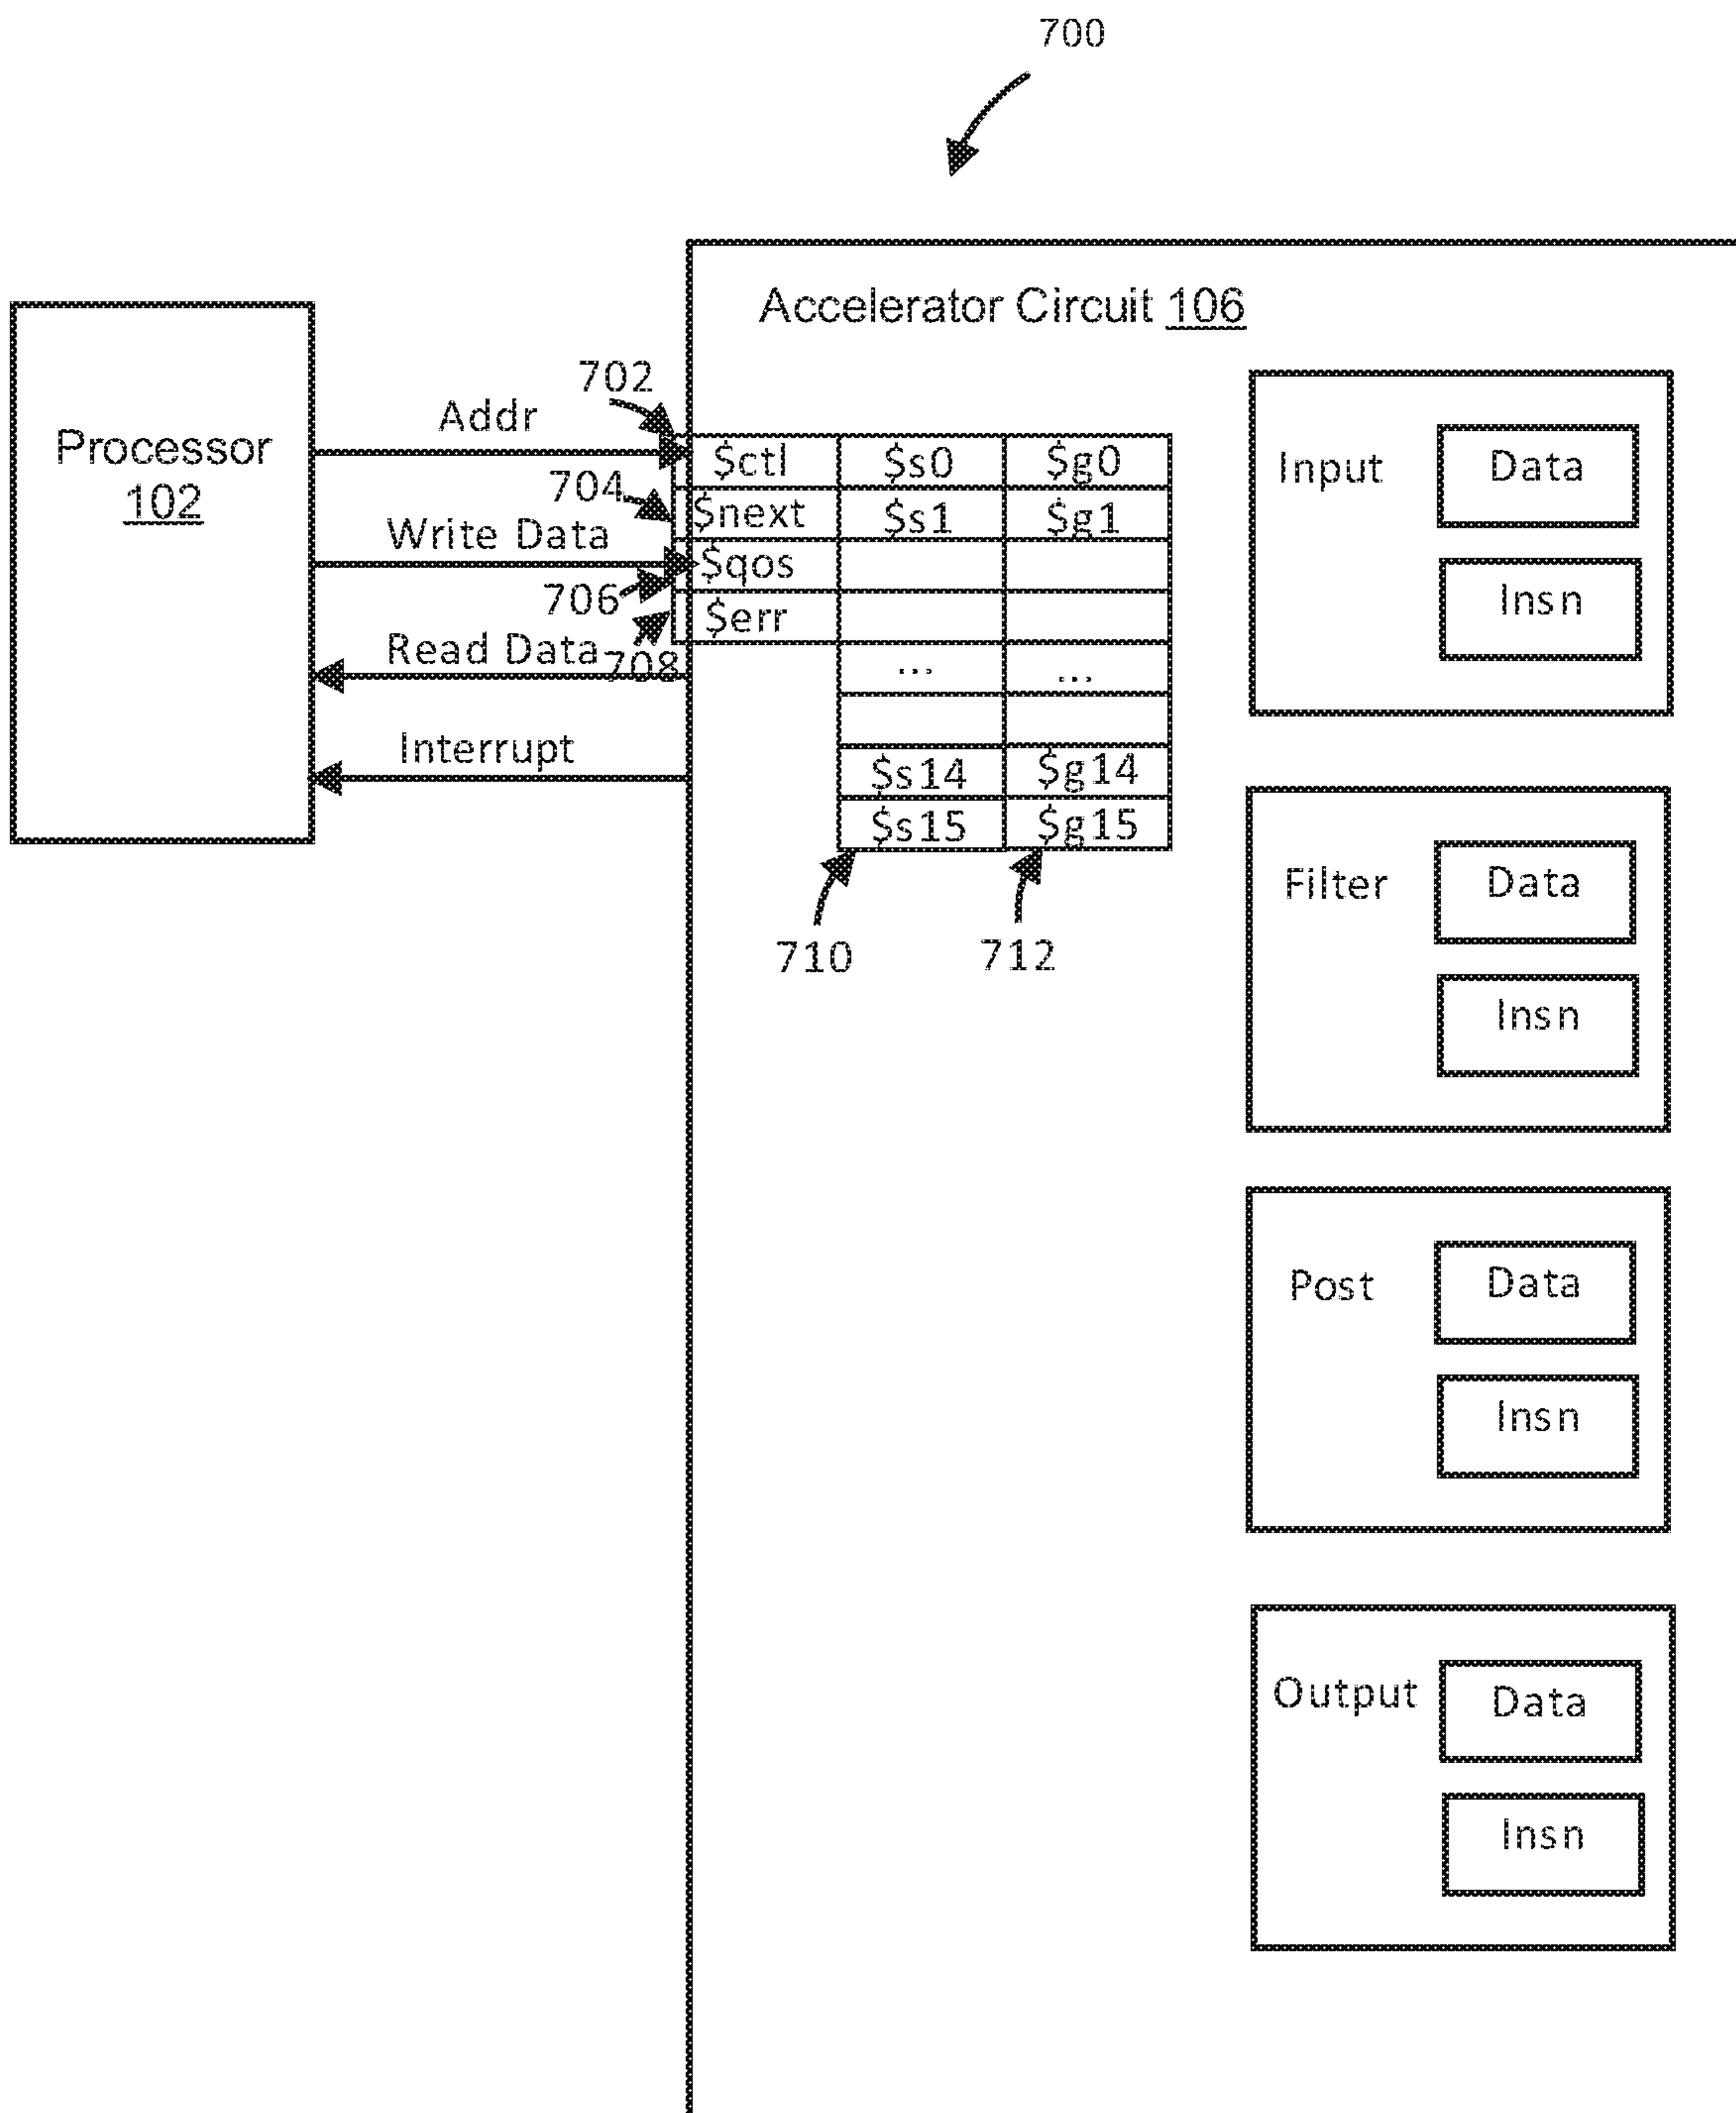 700
Accelerator Circuit 106
Processor
102
702
Addr
704
Write Data
706
Read Data
708
Interrupt
$ctl $s0 $g0
$next $s1 $g1
$qos
$err
... ...
$s14 $g14
$s15 $g15
710 712
Input Data
Insn
Filter Data
Insn
Post Data
Insn
Output Data
Insn